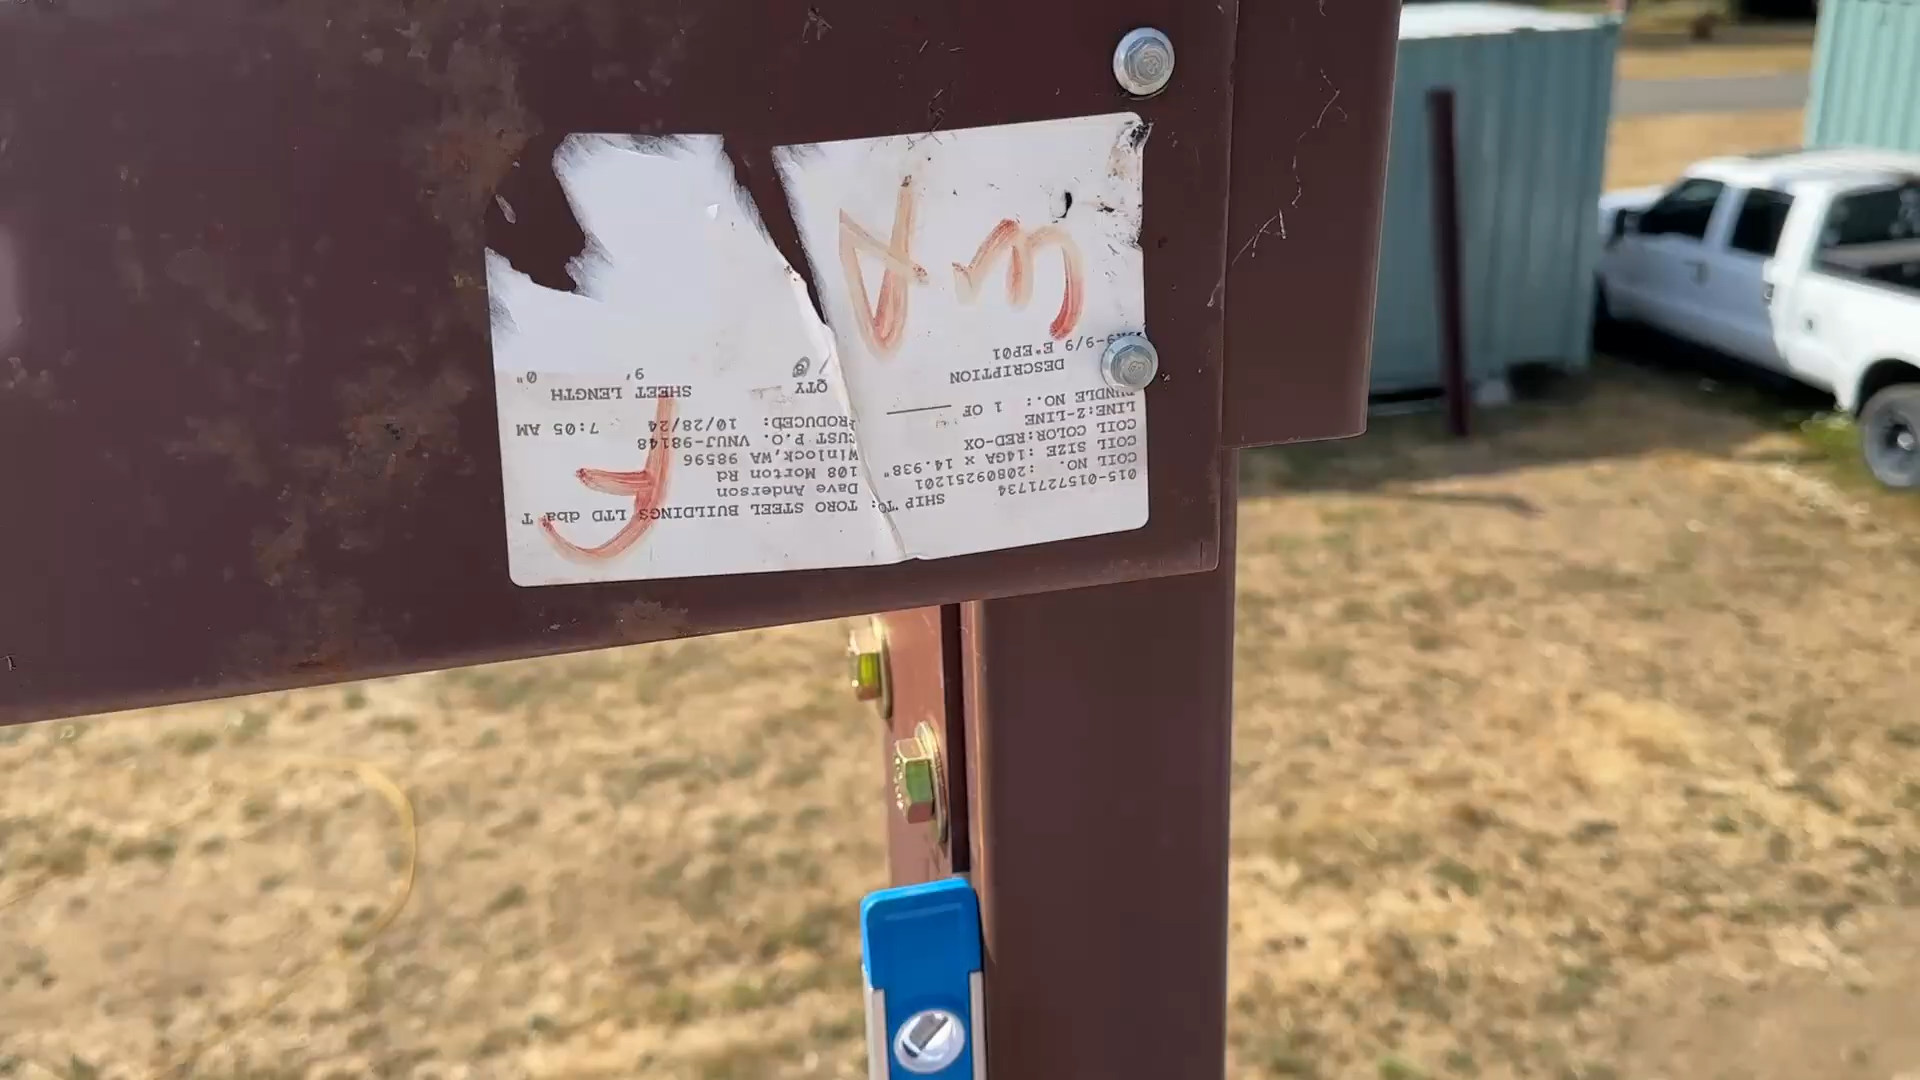 015-0157271734
COIL NO. :20809251201
COIL SIZE :14GA x 14.938"
COIL COLOR:RED-OX
LINE:Z-LINE
BUNDLE NO.: 1 OF
DESCRIPTION
E*EP01
SHIP TO: TORO STEEL BUILDINGS LTD dba T
Dave Anderson
108 Morton Rd
Winlock,WA 98596
CUST P.O. VNUJ-98148
PRODUCED: 10/28/24 7:05 AM
QTY SHEET LENGTH
9' 0"